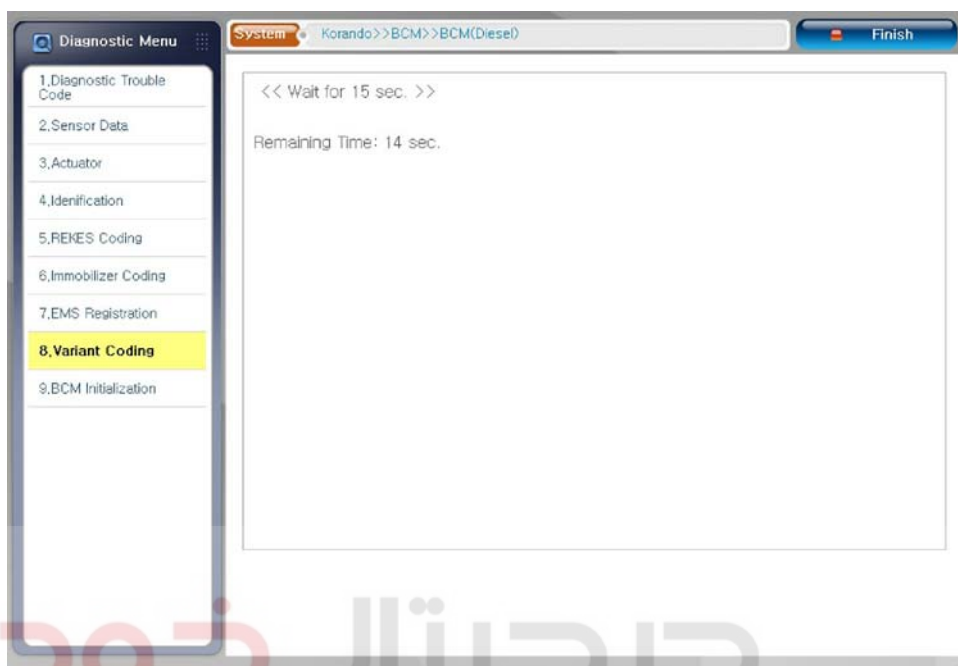 Diagnostic Menu
System
Korando>>BCM>>BCM(Diesel)
Finish
1,Diagnostic Trouble
Code
2,Sensor Data
3,Actuator
4,Idenification
5,REKES Coding
6,Immobilizer Coding
7,EMS Registration
8,Variant Coding
9,BCM Initialization
<< Wait for 15 sec. >>
Remaining Time: 14 sec.